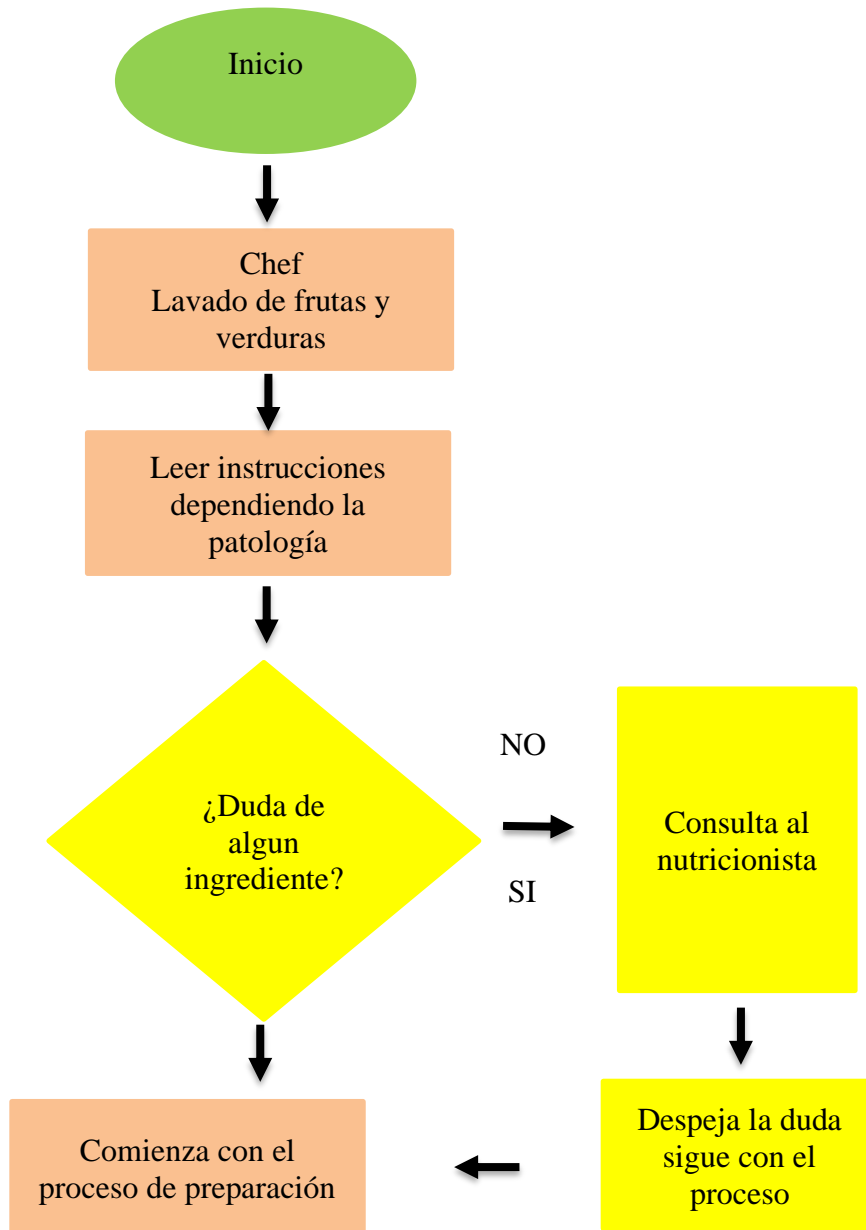 Inicio
Chef
Lavado de frutas y
verduras
Leer instrucciones
dependiendo la
patología
¿Duda de
algun
ingrediente?
NO
SI
Consulta al
nutricionista
Despeja la duda
sigue con el
proceso
Comienza con el
proceso de preparación